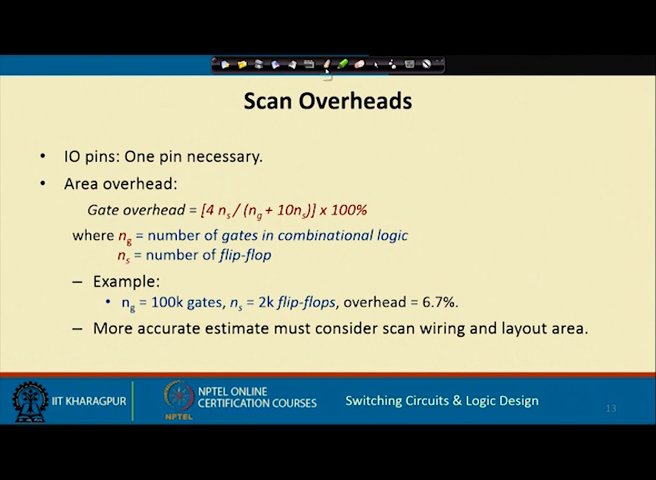 Scan Overheads
• IO pins: One pin necessary.
• Area overhead:
Gate overhead = [4 ns / (ng + 10ns)] x 100%
where ng = number of gates in combinational logic
ns = number of flip-flop
– Example:
• ng = 100k gates, ns = 2k flip-flops, overhead = 6.7%.
– More accurate estimate must consider scan wiring and layout area.
IIT KHARAGPUR
NPTEL
NPTEL ONLINE
CERTIFICATION COURSES
Switching Circuits & Logic Design
13